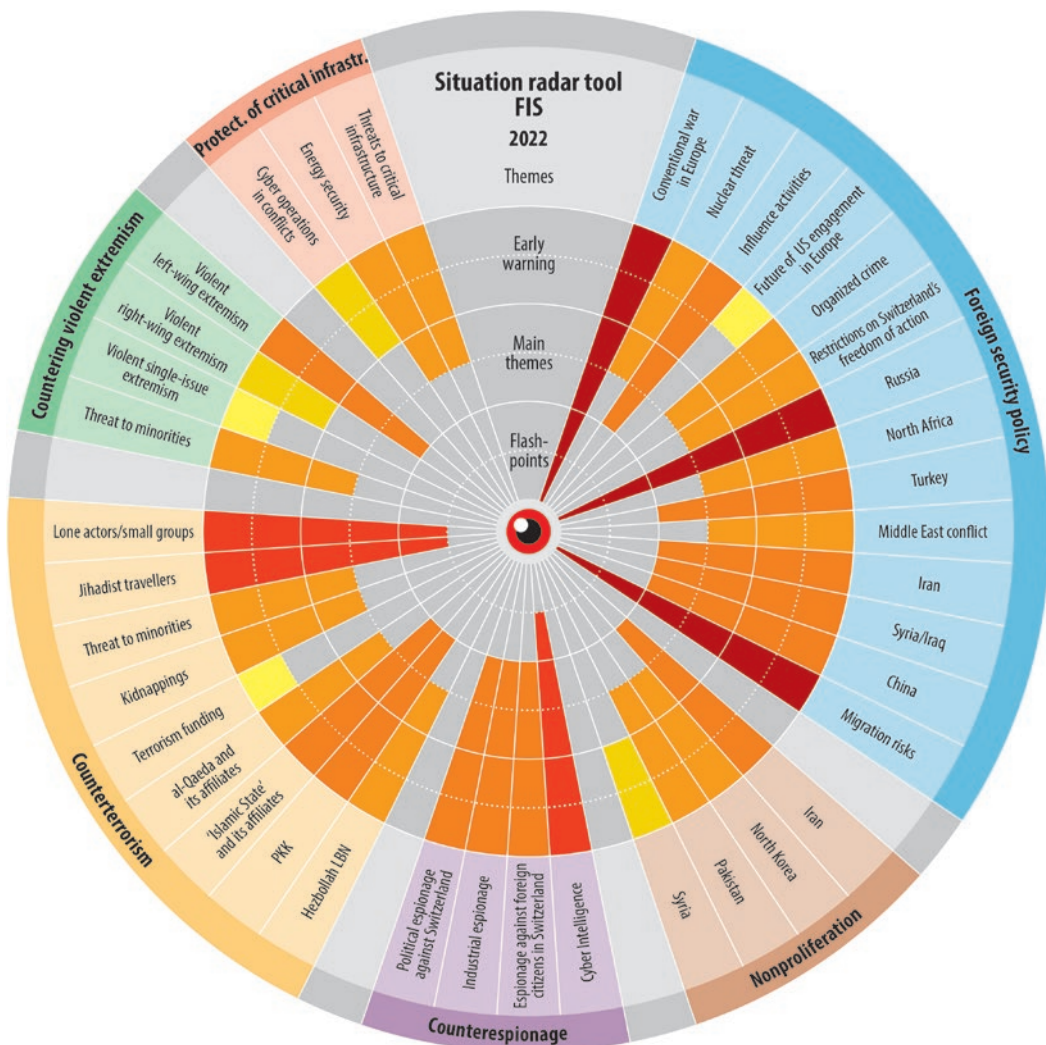 Situation radar tool
FIS
2022
Themes
Early
warning
Main
themes
Flash-
points
Foreign security policy
Conventional war
in Europe
Nuclear threat
Influence activities
Future of US engagement
in Europe
Organized crime
Restrictions on Switzerland's
freedom of action
Russia
North Africa
Turkey
Middle East conflict
Iran
Syria/Iraq
China
Migration risks
Nonproliferation
Iran
North Korea
Pakistan
Syria
Counterespionage
Cyber Intelligence
Espionage against foreign
citizens in Switzerland
Industrial espionage
Political espionage
against Switzerland
Counterterrorism
Hezbollah LBN
PKK
'Islamic State'
and its affiliates
al-Qaeda and
its affiliates
Terrorism funding
Kidnappings
Threat to minorities
Jihadist travellers
Lone actors/small groups
Countering violent extremism
Threat to minorities
Violent single-issue
extremism
Violent
right-wing extremism
Violent
left-wing extremism
Protect. of critical infrastr.
Cyber operations
in conflicts
Energy security
Threats to critical
infrastructure